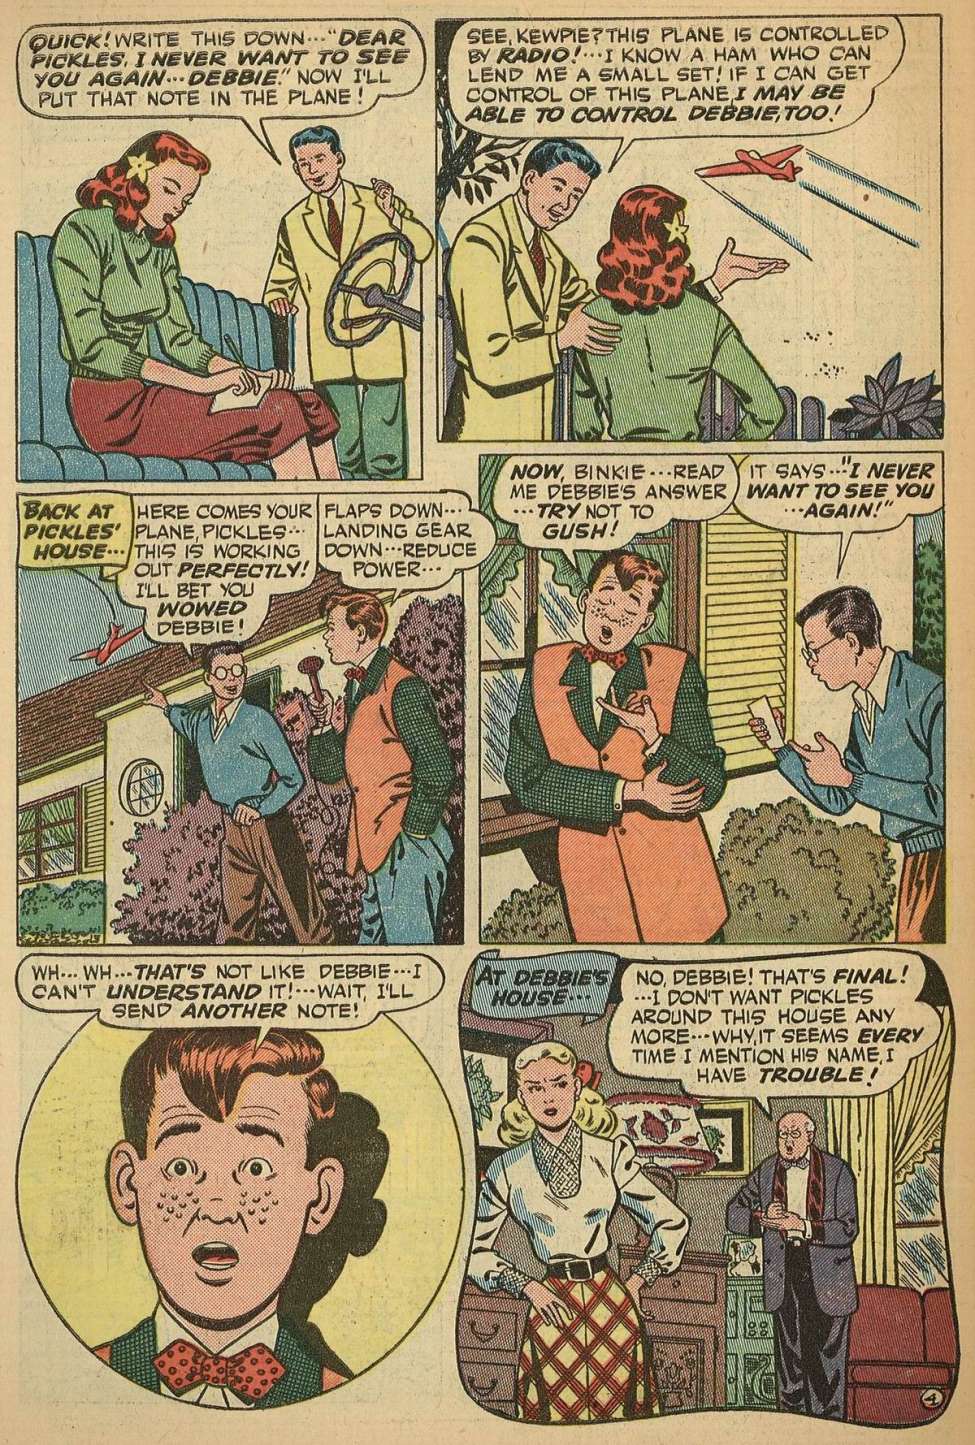 QUICK! WRITE THIS DOWN..."DEAR
PICKLES, I NEVER WANT TO SEE
YOU AGAIN...DEBBIE." NOW I'LL
PUT THAT NOTE IN THE PLANE!
SEE, KEWPIE? THIS PLANE IS CONTROLLED
BY RADIO!...I KNOW A HAM WHO CAN
LEND ME A SMALL SET! IF I CAN GET
CONTROL OF THIS PLANE, I MAY BE
ABLE TO CONTROL DEBBIE, TOO!
BACK AT
PICKLES'
HOUSE...
HERE COMES YOUR
PLANE, PICKLES...
THIS IS WORKING
OUT PERFECTLY!
I'LL BET YOU
WOWED
DEBBIE!
FLAPS DOWN...
LANDING GEAR
DOWN...REDUCE
POWER...
NOW, BINKIE...READ
ME DEBBIE'S ANSWER
...TRY NOT TO
GUSH!
IT SAYS..."I NEVER
WANT TO SEE YOU
...AGAIN!"
WH...WH...THAT'S NOT LIKE DEBBIE...I
CAN'T UNDERSTAND IT!...WAIT, I'LL
SEND ANOTHER NOTE!
AT DEBBIE'S
HOUSE...
NO, DEBBIE! THAT'S FINAL!
...I DON'T WANT PICKLES
AROUND THIS HOUSE ANY
MORE...WHY, IT SEEMS EVERY
TIME I MENTION HIS NAME, I
HAVE TROUBLE!
4